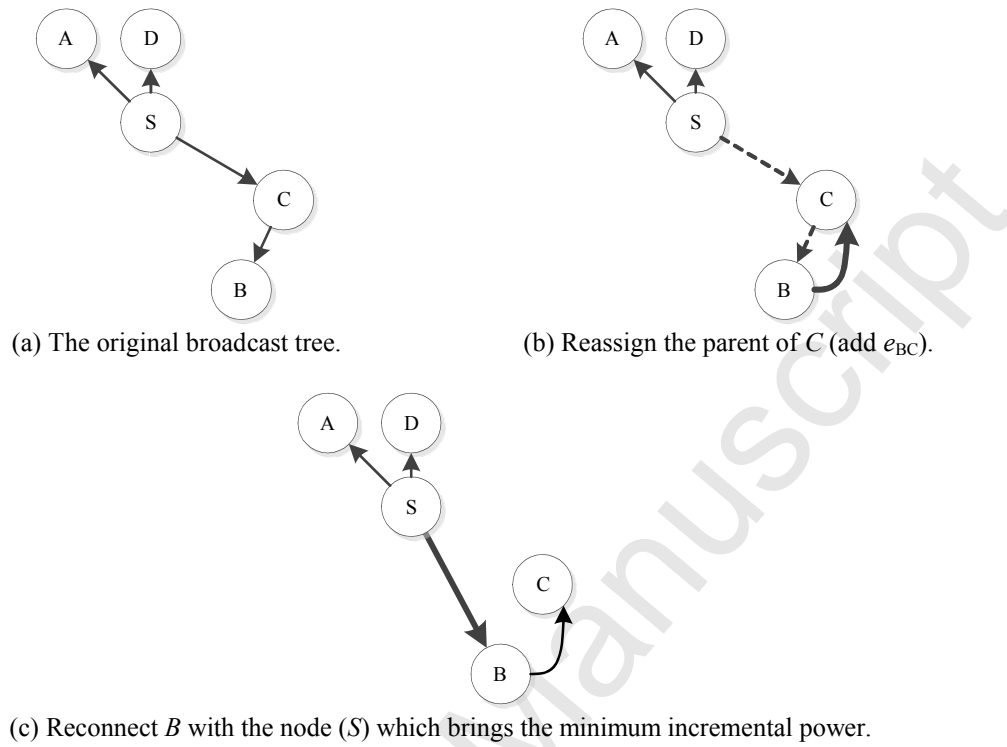 A D A D
S S
C C
B B
(a) The original broadcast tree. (b) Reassign the parent of C (add eBC).
A D
S
C
B
(c) Reconnect B with the node (S) which brings the minimum incremental power.
Manuscript